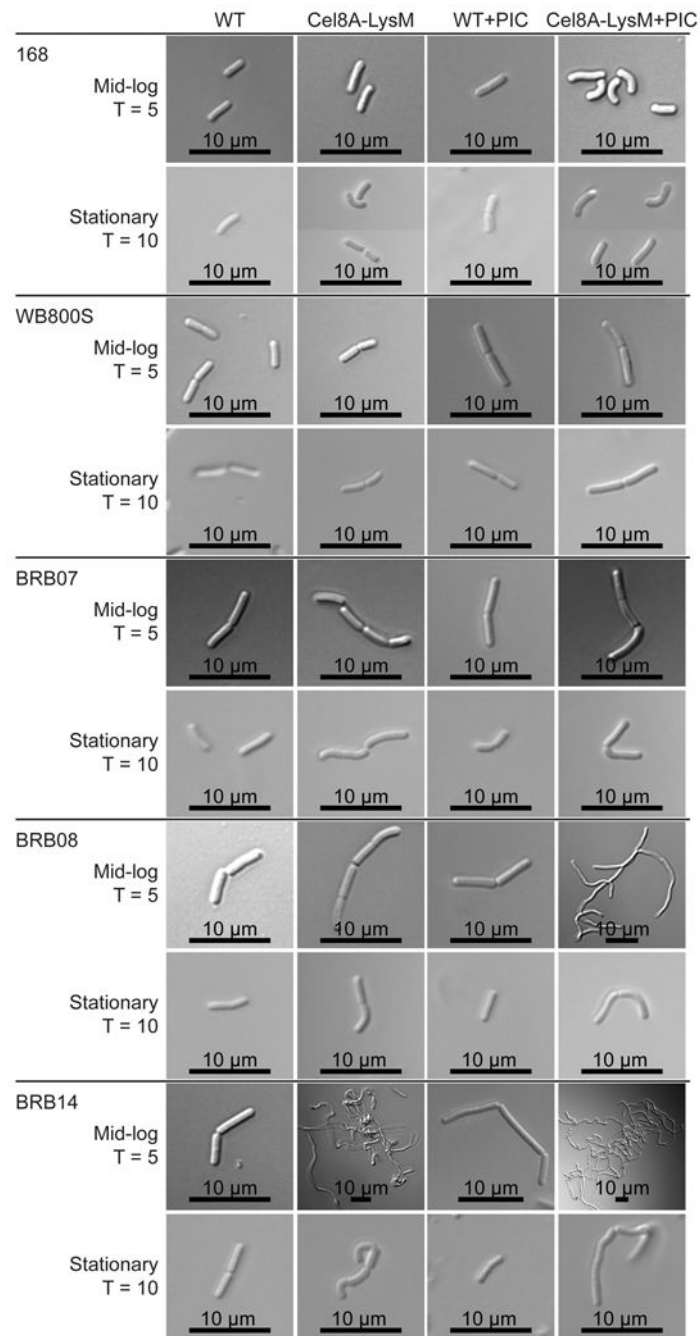 WT Cel8A-LysM WT+PIC Cel8A-LysM+PIC
168
Mid-log
T = 5
10 µm 10 µm 10 µm 10 µm
Stationary
T = 10
10 µm 10 µm 10 µm 10 µm
WB800S
Mid-log
T = 5
10 µm 10 µm 10 µm 10 µm
Stationary
T = 10
10 µm 10 µm 10 µm 10 µm
BRB07
Mid-log
T = 5
10 µm 10 µm 10 µm 10 µm
Stationary
T = 10
10 µm 10 µm 10 µm 10 µm
BRB08
Mid-log
T = 5
10 µm 10 µm 10 µm 10 µm
Stationary
T = 10
10 µm 10 µm 10 µm 10 µm
BRB14
Mid-log
T = 5
10 µm 10 µm 10 µm 10 µm
Stationary
T = 10
10 µm 10 µm 10 µm 10 µm